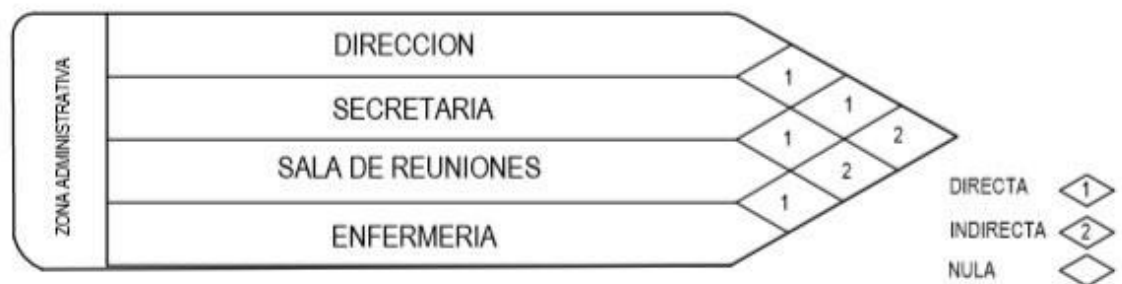 ZONA ADMINISTRATIVA
DIRECCION
1
SECRETARIA
1
1
2
SALA DE REUNIONES
2
1
ENFERMERIA
DIRECTA 1
INDIRECTA 2
NULA